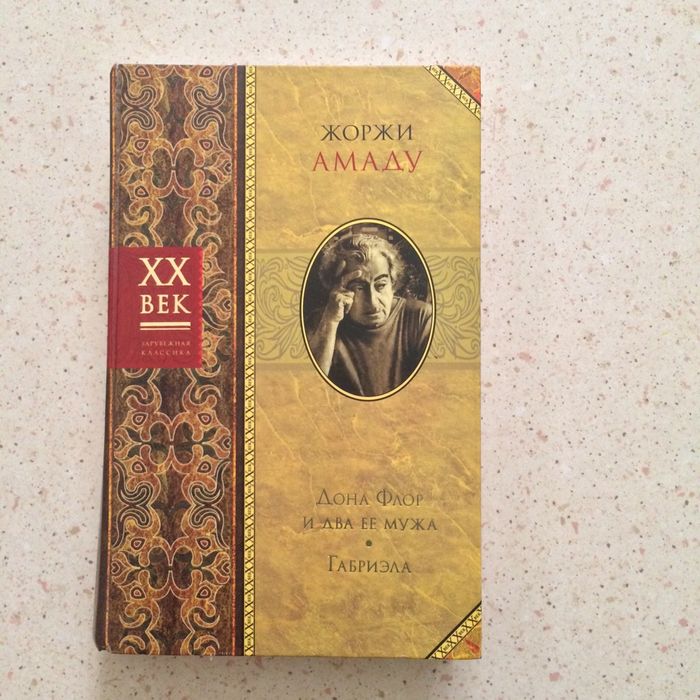 ЖОРЖИ
АМАДУ
XX
ВЕК
ЗАРУБЕЖНАЯ
КЛАССИКА
ДОНА ФЛОР
И ДВА ЕЕ МУЖА
•
ГАБРИЭЛА